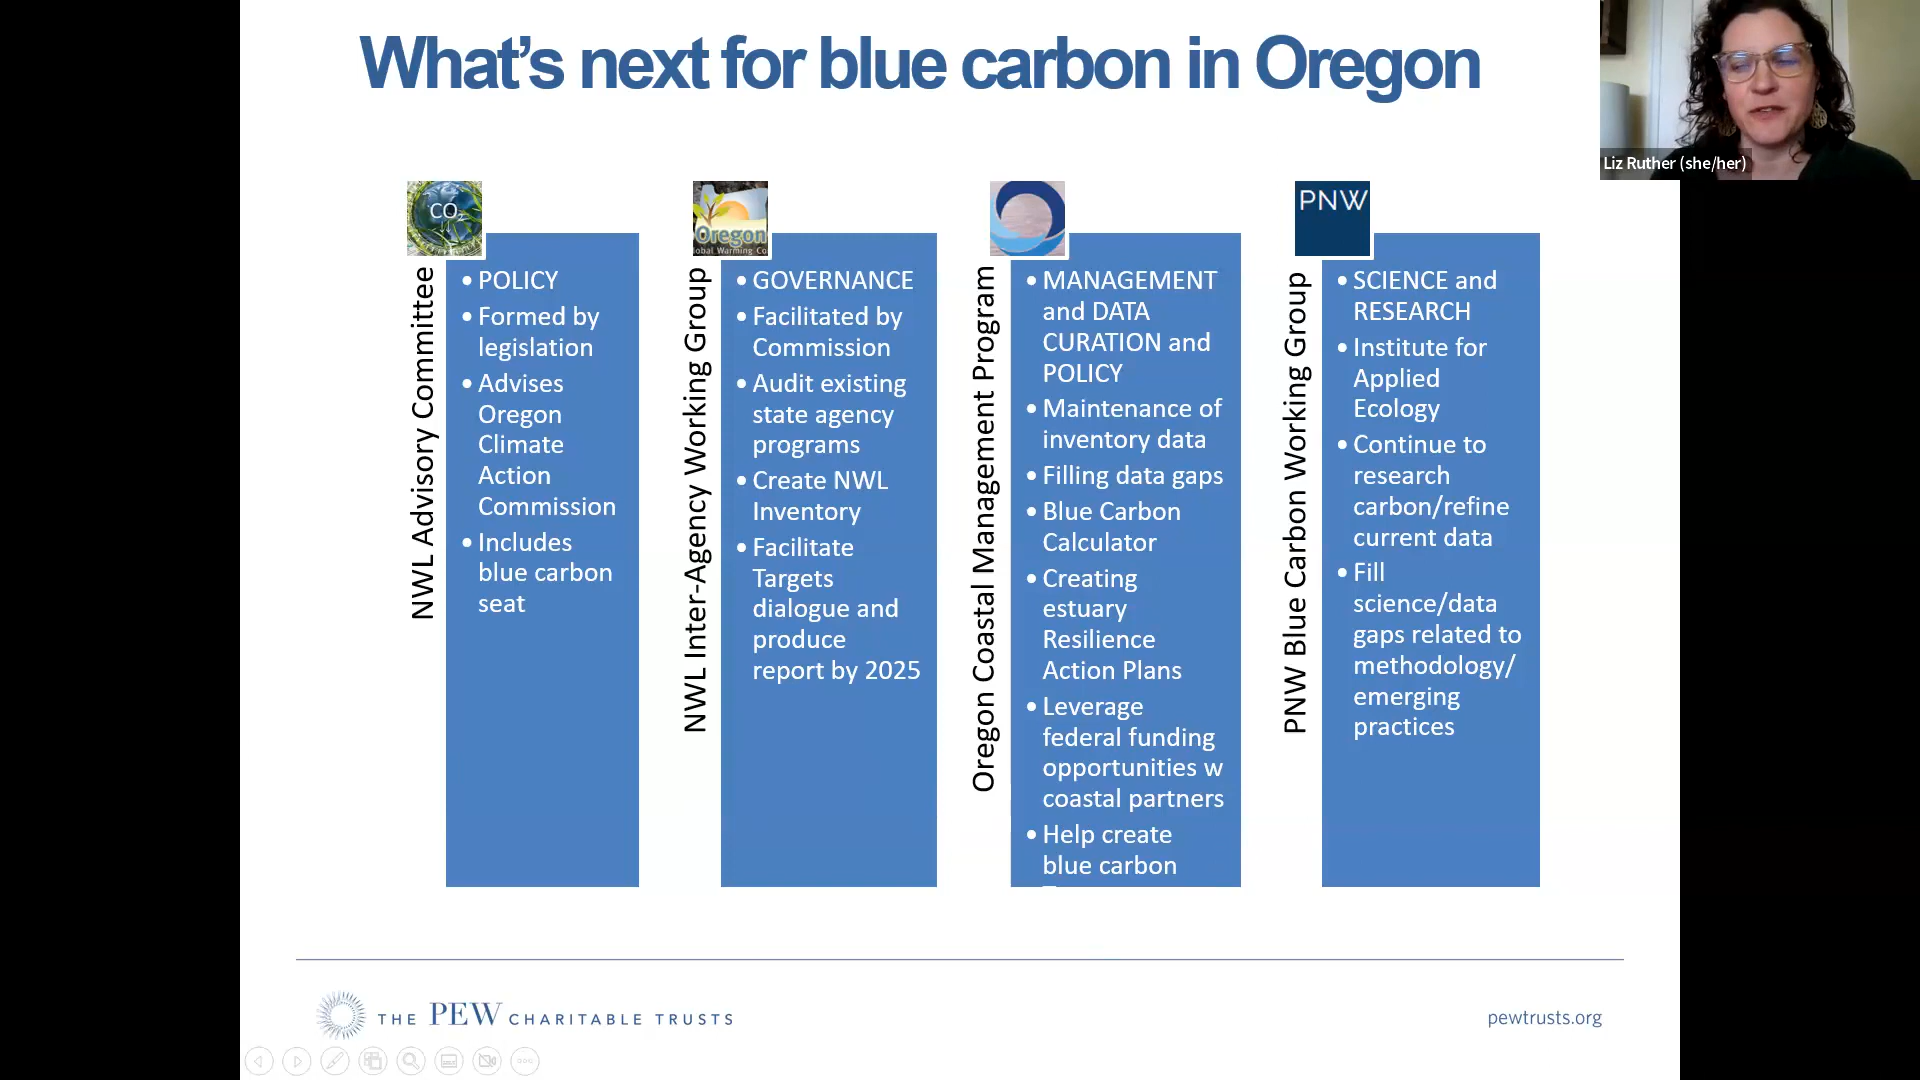 What's next for blue carbon in Oregon
Liz Ruther (she/her)
CO2
NWL Advisory Committee
• POLICY
• Formed by
legislation
• Advises
Oregon
Climate
Action
Commission
• Includes
blue carbon
seat
Oregon
lobal Warming Co
NWL Inter-Agency Working Group
• GOVERNANCE
• Facilitated by
Commission
• Audit existing
state agency
programs
• Create NWL
Inventory
• Facilitate
Targets
dialogue and
produce
report by 2025
Oregon Coastal Management Program
• MANAGEMENT
and DATA
CURATION and
POLICY
• Maintenance of
inventory data
• Filling data gaps
• Blue Carbon
Calculator
• Creating
estuary
Resilience
Action Plans
• Leverage
federal funding
opportunities w
coastal partners
• Help create
blue carbon
PNW
PNW Blue Carbon Working Group
• SCIENCE and
RESEARCH
• Institute for
Applied
Ecology
• Continue to
research
carbon/refine
current data
• Fill
science/data
gaps related to
methodology/
emerging
practices
THE PEW CHARITABLE TRUSTS
pewtrusts.org